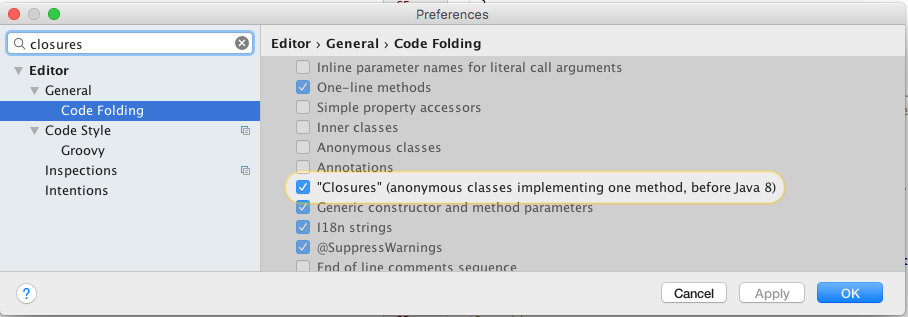 Preferences
closures
Editor › General › Code Folding
Editor
General
Code Folding
Code Style
Groovy
Inspections
Intentions
Inline parameter names for literal call arguments
One-line methods
Simple property accessors
Inner classes
Anonymous classes
Annotations
"Closures" (anonymous classes implementing one method, before Java 8)
Generic constructor and method parameters
I18n strings
@SuppressWarnings
End of line comments sequence
?
Cancel
Apply
OK